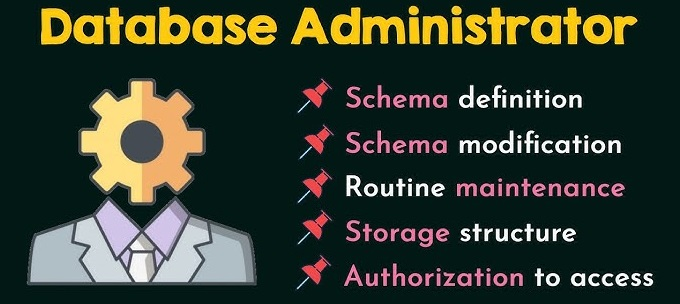 Database Administrator
Schema definition
Schema modification
Routine maintenance
Storage structure
Authorization to access